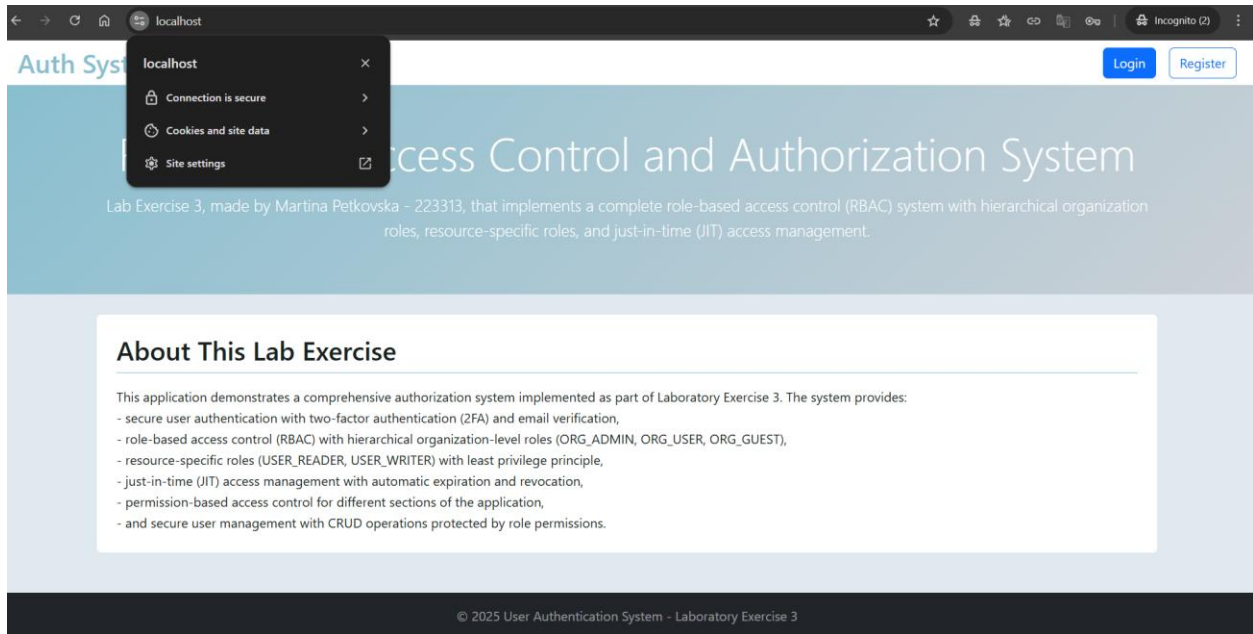 localhost
Incognito (2)
Auth Syst
localhost
Connection is secure
Cookies and site data
Site settings
Login
Register
ccess Control and Authorization System
Lab Exercise 3, made by Martina Petkovska - 223313, that implements a complete role-based access control (RBAC) system with hierarchical organization
roles, resource-specific roles, and just-in-time (JIT) access management.
About This Lab Exercise
This application demonstrates a comprehensive authorization system implemented as part of Laboratory Exercise 3. The system provides:
- secure user authentication with two-factor authentication (2FA) and email verification,
- role-based access control (RBAC) with hierarchical organization-level roles (ORG_ADMIN, ORG_USER, ORG_GUEST),
- resource-specific roles (USER_READER, USER_WRITER) with least privilege principle,
- just-in-time (JIT) access management with automatic expiration and revocation,
- permission-based access control for different sections of the application,
- and secure user management with CRUD operations protected by role permissions.
© 2025 User Authentication System - Laboratory Exercise 3